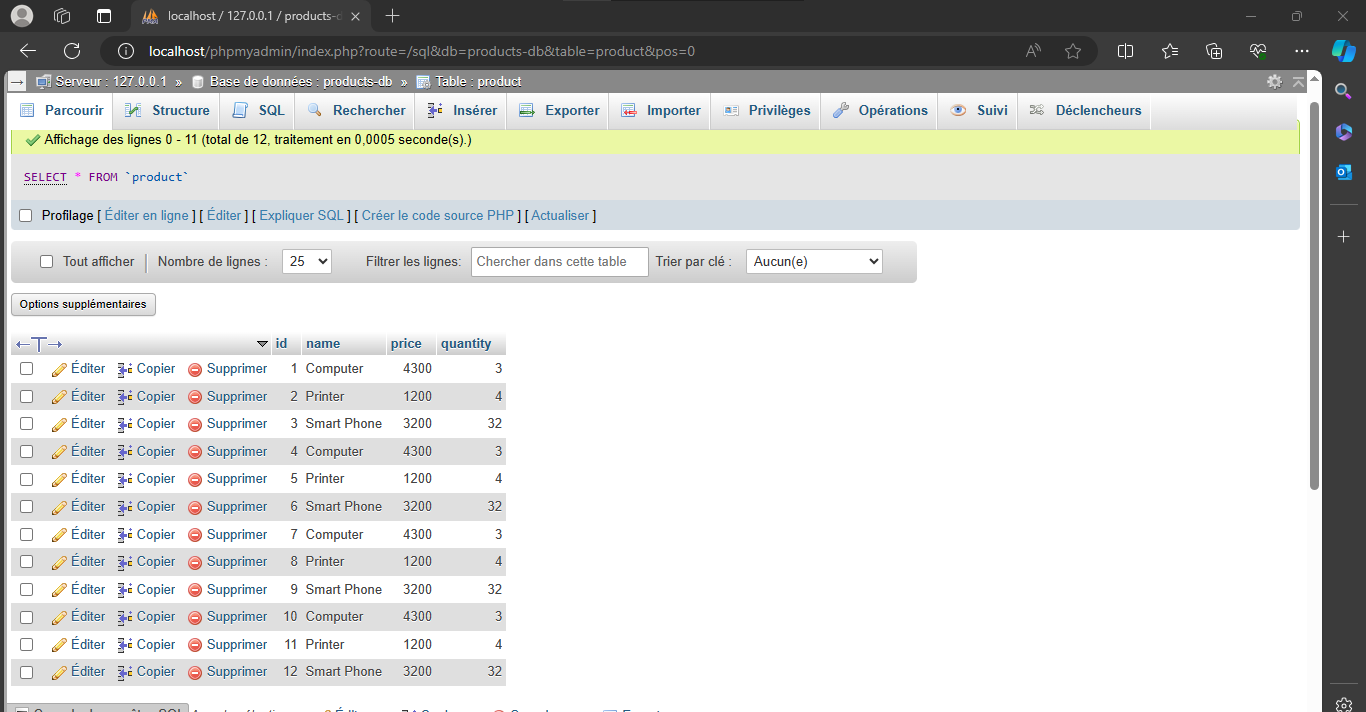 localhost / 127.0.0.1 / products-d
localhost/phpmyadmin/index.php?route=/sql&db=products-db&table=product&pos=0
Serveur : 127.0.0.1 » Base de données : products-db » Table : product
Parcourir Structure SQL Rechercher Insérer Exporter Importer Privilèges Opérations Suivi Déclencheurs
Affichage des lignes 0 - 11 (total de 12, traitement en 0,0005 seconde(s).)
SELECT * FROM `product`
Profilage [ Éditer en ligne ] [ Éditer ] [ Expliquer SQL ] [ Créer le code source PHP ] [ Actualiser ]
Tout afficher Nombre de lignes : 25 Filtrer les lignes: Chercher dans cette table Trier par clé : Aucun(e)
Options supplémentaires
id name price quantity
Éditer Copier Supprimer 1 Computer 4300 3
Éditer Copier Supprimer 2 Printer 1200 4
Éditer Copier Supprimer 3 Smart Phone 3200 32
Éditer Copier Supprimer 4 Computer 4300 3
Éditer Copier Supprimer 5 Printer 1200 4
Éditer Copier Supprimer 6 Smart Phone 3200 32
Éditer Copier Supprimer 7 Computer 4300 3
Éditer Copier Supprimer 8 Printer 1200 4
Éditer Copier Supprimer 9 Smart Phone 3200 32
Éditer Copier Supprimer 10 Computer 4300 3
Éditer Copier Supprimer 11 Printer 1200 4
Éditer Copier Supprimer 12 Smart Phone 3200 32